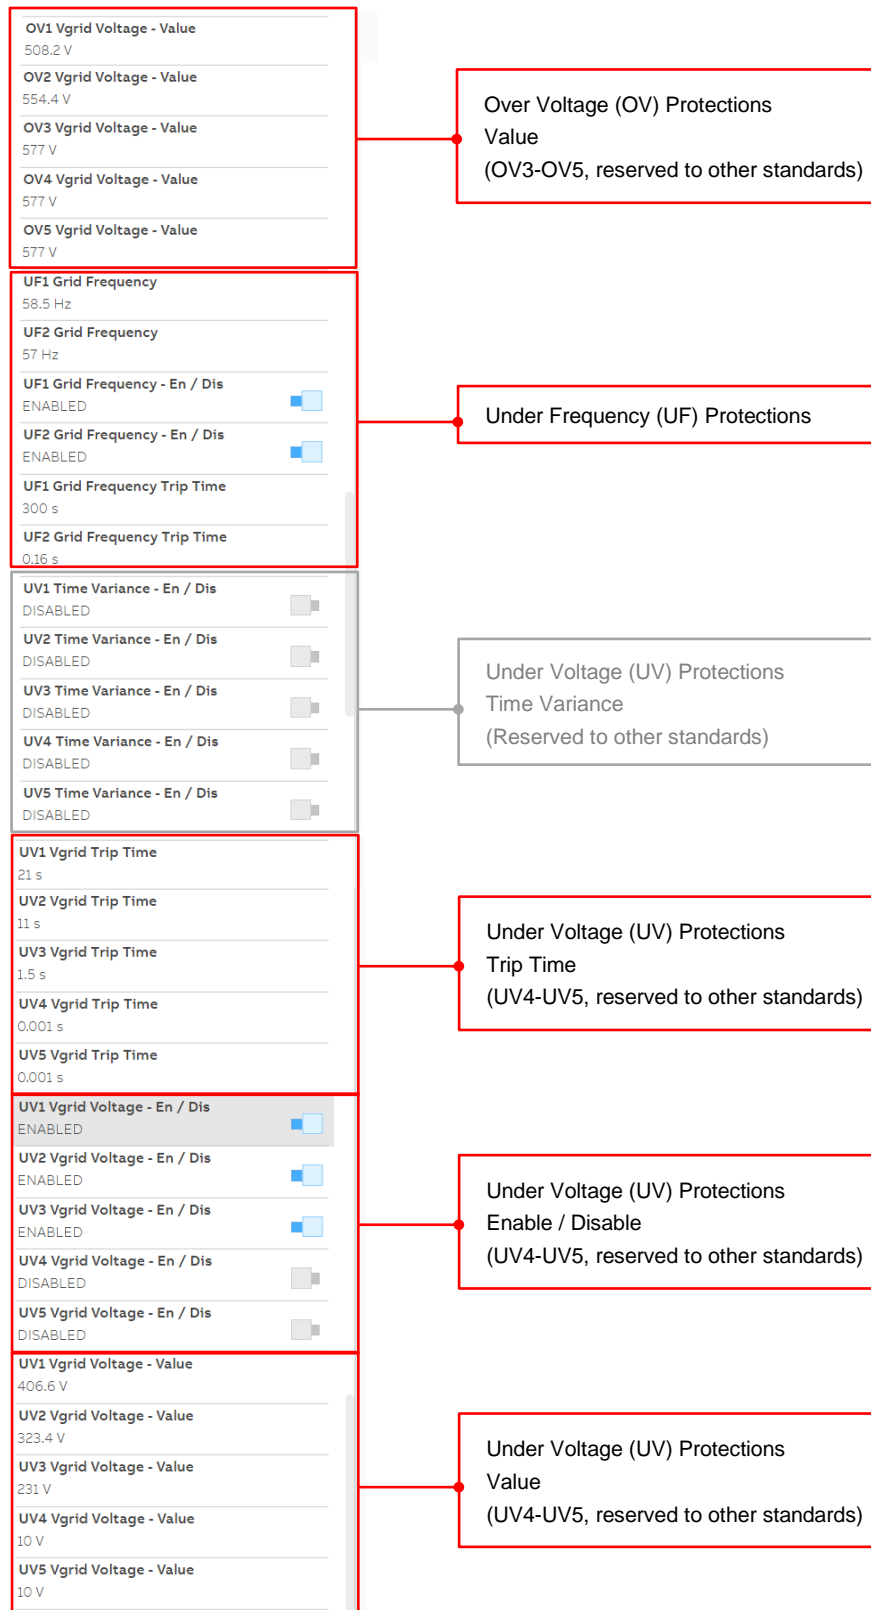 OV1 Vgrid Voltage - Value
508.2 V
OV2 Vgrid Voltage - Value
554.4 V
OV3 Vgrid Voltage - Value
577 V
OV4 Vgrid Voltage - Value
577 V
OV5 Vgrid Voltage - Value
577 V
Over Voltage (OV) Protections
Value
(OV3-OV5, reserved to other standards)
UF1 Grid Frequency
58.5 Hz
UF2 Grid Frequency
57 Hz
UF1 Grid Frequency - En / Dis
ENABLED
UF2 Grid Frequency - En / Dis
ENABLED
UF1 Grid Frequency Trip Time
300 s
UF2 Grid Frequency Trip Time
0.16 s
Under Frequency (UF) Protections
UV1 Time Variance - En / Dis
DISABLED
UV2 Time Variance - En / Dis
DISABLED
UV3 Time Variance - En / Dis
DISABLED
UV4 Time Variance - En / Dis
DISABLED
UV5 Time Variance - En / Dis
DISABLED
Under Voltage (UV) Protections
Time Variance
(Reserved to other standards)
UV1 Vgrid Trip Time
21 s
UV2 Vgrid Trip Time
11 s
UV3 Vgrid Trip Time
1.5 s
UV4 Vgrid Trip Time
0.001 s
UV5 Vgrid Trip Time
0.001 s
Under Voltage (UV) Protections
Trip Time
(UV4-UV5, reserved to other standards)
UV1 Vgrid Voltage - En / Dis
ENABLED
UV2 Vgrid Voltage - En / Dis
ENABLED
UV3 Vgrid Voltage - En / Dis
ENABLED
UV4 Vgrid Voltage - En / Dis
DISABLED
UV5 Vgrid Voltage - En / Dis
DISABLED
Under Voltage (UV) Protections
Enable / Disable
(UV4-UV5, reserved to other standards)
UV1 Vgrid Voltage - Value
406.6 V
UV2 Vgrid Voltage - Value
323.4 V
UV3 Vgrid Voltage - Value
231 V
UV4 Vgrid Voltage - Value
10 V
UV5 Vgrid Voltage - Value
10 V
Under Voltage (UV) Protections
Value
(UV4-UV5, reserved to other standards)